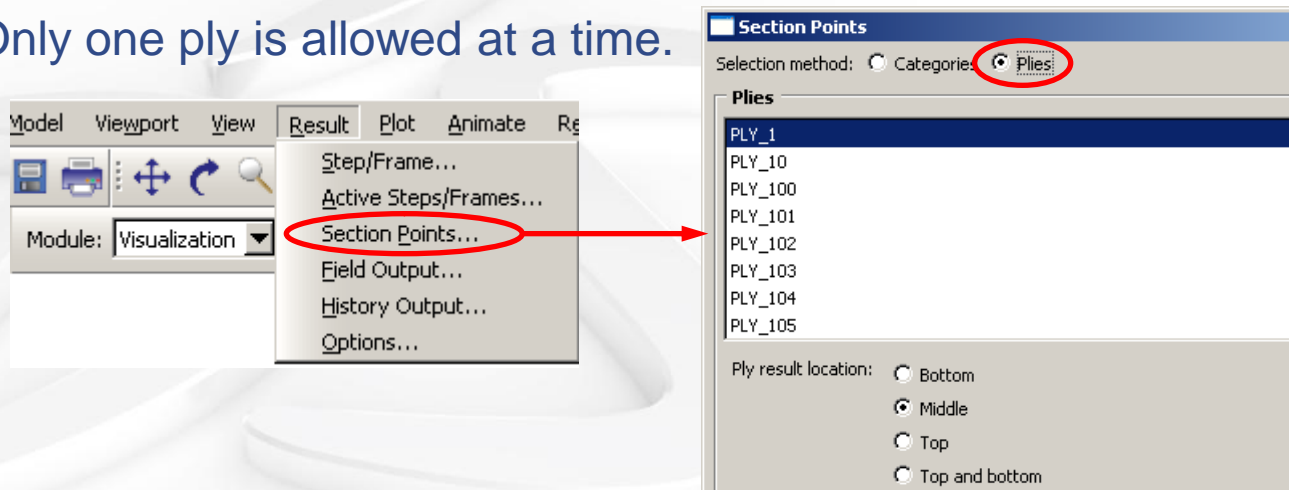 Only one ply is allowed at a time.
Model Viewport View Result Plot Animate Re
Module: Visualization
Step/Frame...
Active Steps/Frames...
Section Points...
Field Output...
History Output...
Options...
Section Points
Selection method: Categories Plies
Plies
PLY_1
PLY_10
PLY_100
PLY_101
PLY_102
PLY_103
PLY_104
PLY_105
Ply result location: Bottom
Middle
Top
Top and bottom